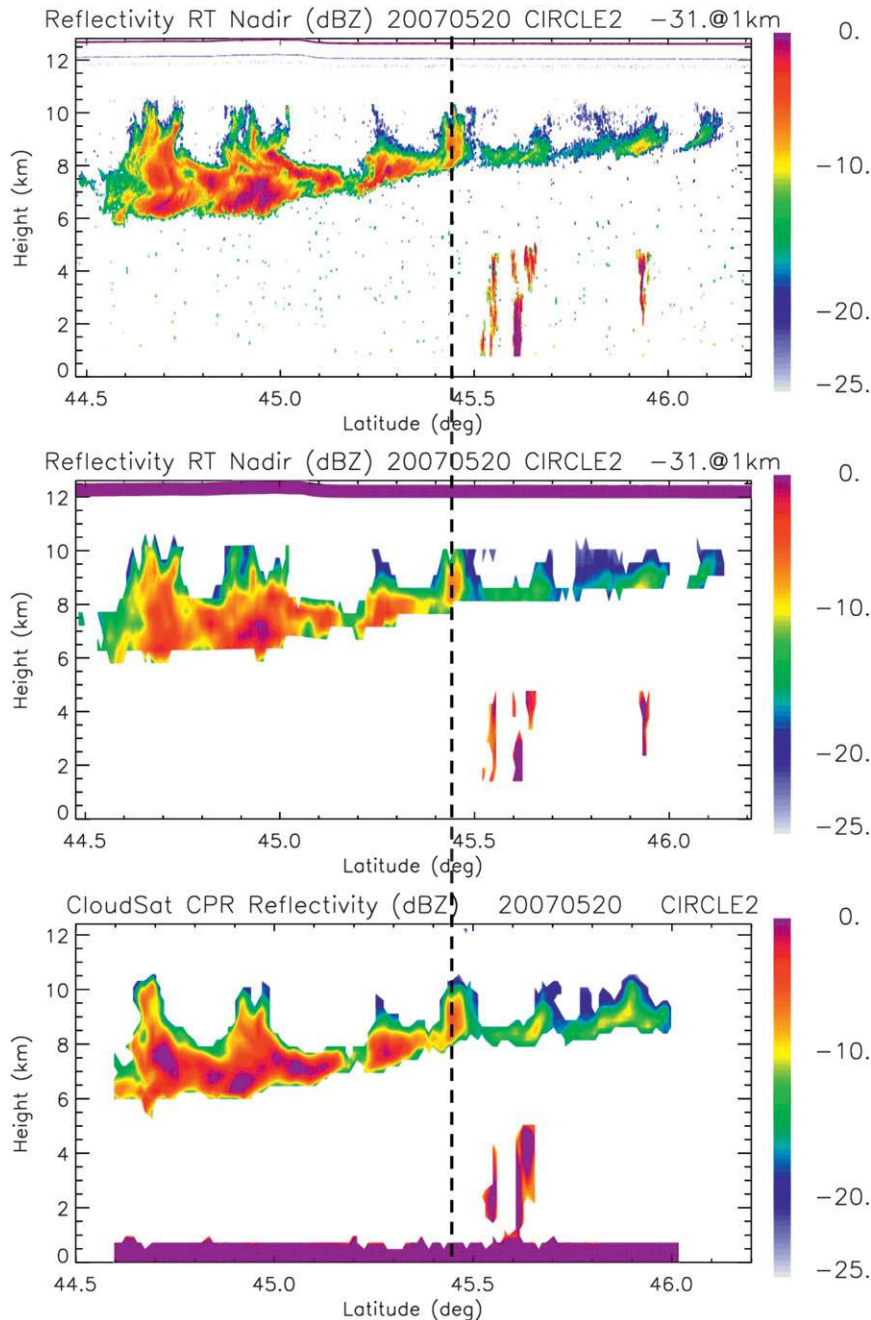 Reflectivity RT Nadir (dBZ) 20070520 CIRCLE2 −31.@1km
0.
−10.
−20.
−25.
12
10
8
6
4
2
0
Height (km)
44.5 45.0 45.5 46.0
Latitude (deg)
Reflectivity RT Nadir (dBZ) 20070520 CIRCLE2 −31.@1km
0.
−10.
−20.
−25.
12
10
8
6
4
2
0
Height (km)
44.5 45.0 45.5 46.0
Latitude (deg)
CloudSat CPR Reflectivity (dBZ) 20070520 CIRCLE2
0.
−10.
−20.
−25.
12
10
8
6
4
2
0
Height (km)
44.5 45.0 45.5 46.0
Latitude (deg)